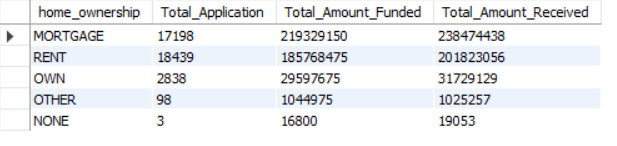 home_ownership Total_Application Total_Amount_Funded Total_Amount_Received
MORTGAGE 17198 219329150 238474438
RENT 18439 185768475 201823056
OWN 2838 29597675 31729129
OTHER 98 1044975 1025257
NONE 3 16800 19053